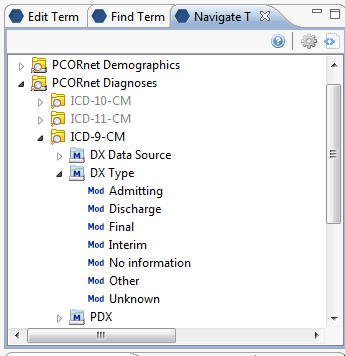 Edit Term Find Term Navigate T
PCORnet Demographics
PCORnet Diagnoses
ICD-10-CM
ICD-11-CM
ICD-9-CM
M DX Data Source
M DX Type
Mod Admitting
Mod Discharge
Mod Final
Mod Interim
Mod No information
Mod Other
Mod Unknown
M PDX